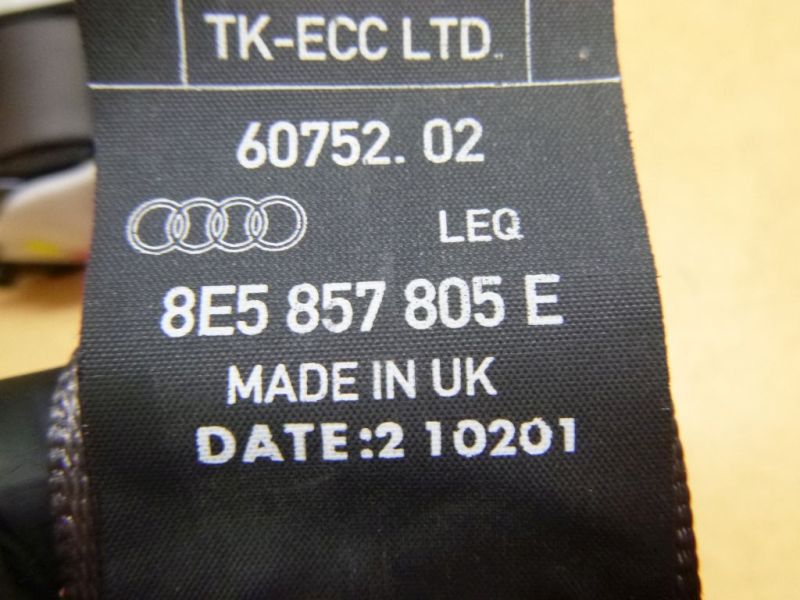 TK-ECC LTD.
60752. 02
LEQ
8E5 857 805 E
MADE IN UK
DATE:2 10201